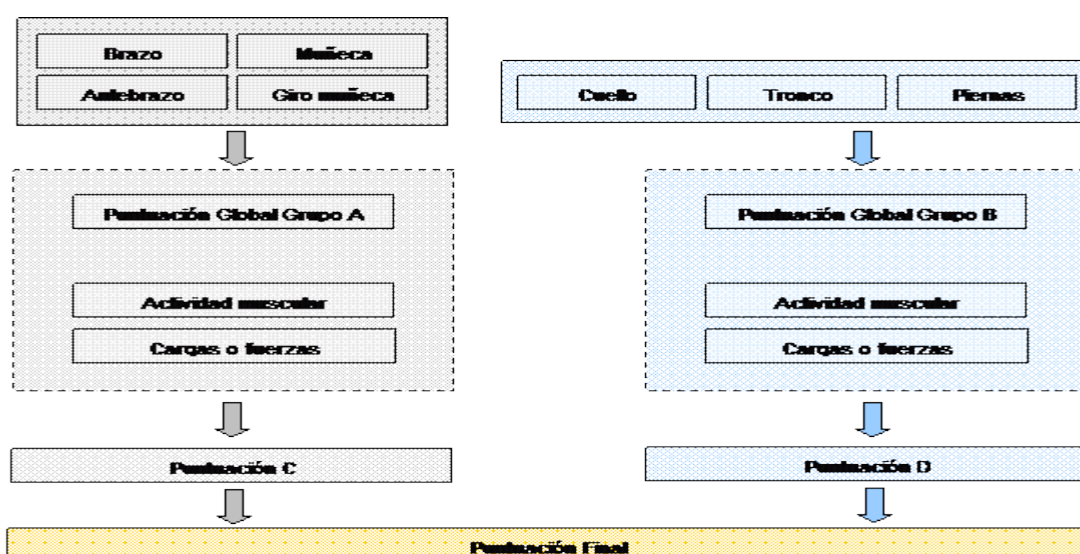 Brazo
Muñeca
Antebrazo
Giro muñeca
Cuello
Tronco
Piernas
Puntuación Global Grupo A
Puntuación Global Grupo B
Actividad muscular
Actividad muscular
Cargas o fuerzas
Cargas o fuerzas
Puntuación C
Puntuación D
Puntuación Final